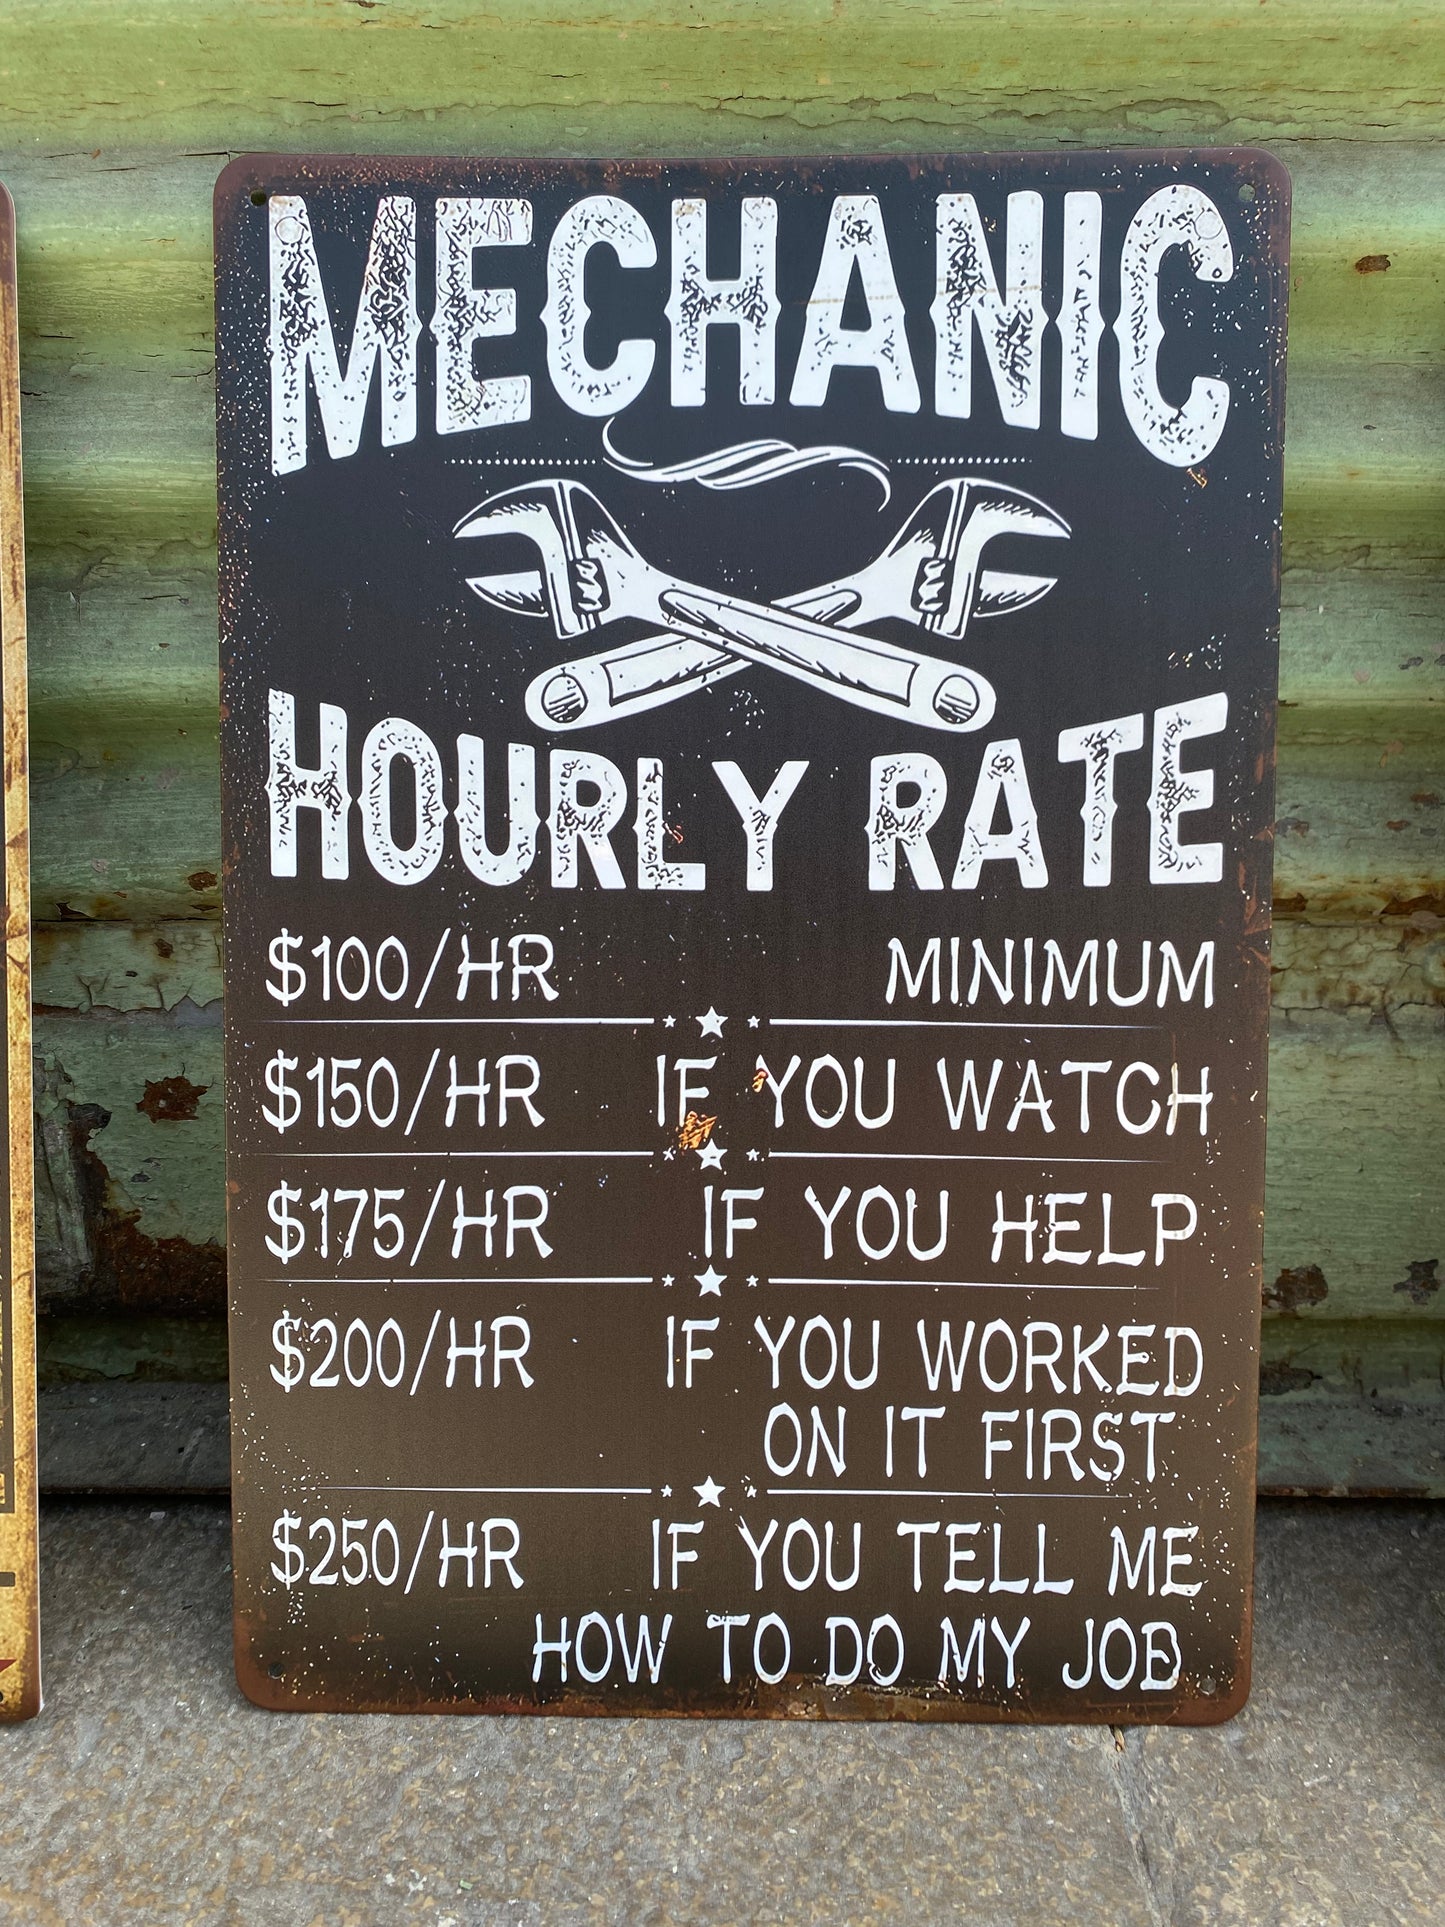 MECHANIC
HOURLY RATE
$100/HR MINIMUM
$150/HR IF YOU WATCH
$175/HR IF YOU HELP
$200/HR IF YOU WORKED
ON IT FIRST
$250/HR IF YOU TELL ME
HOW TO DO MY JOB